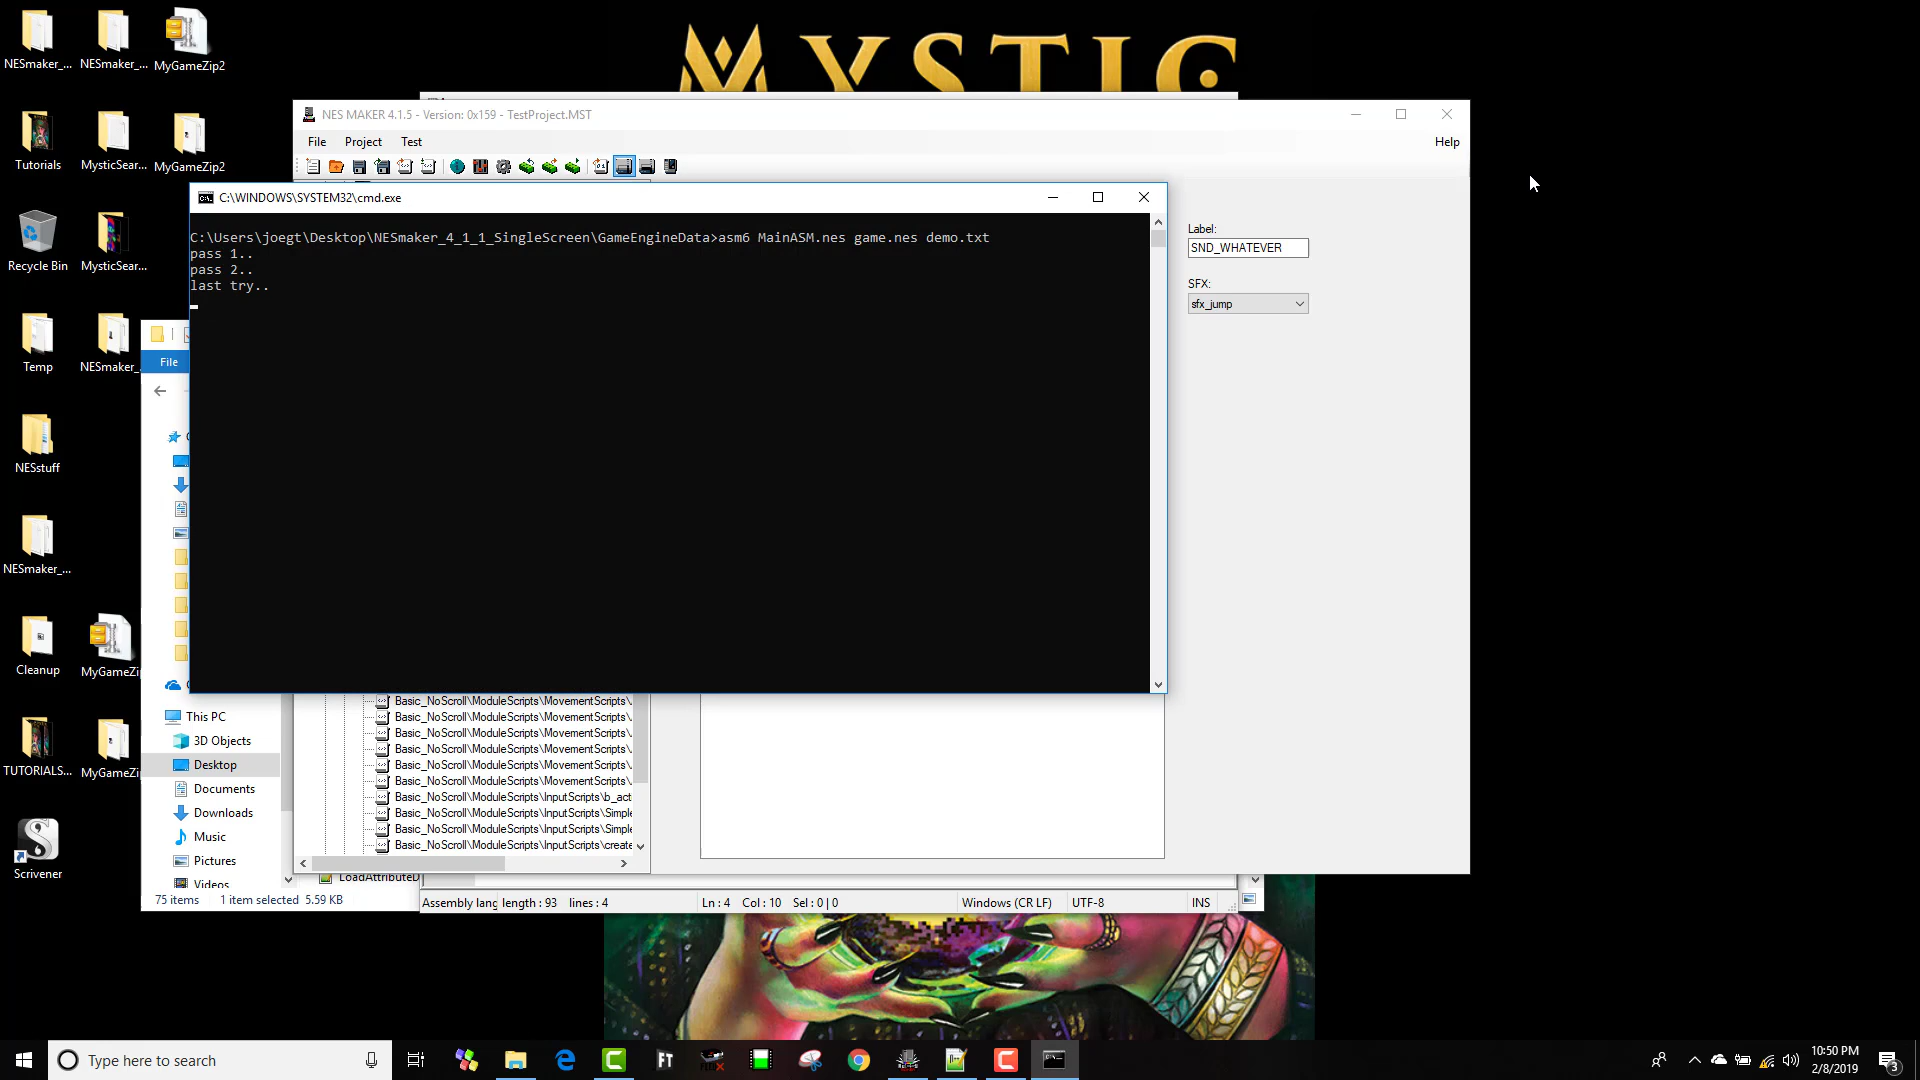 NESmaker_...
NESmaker_...
MyGameZip2
Tutorials
MysticSear...
MyGameZip2
Recycle Bin
MysticSear...
Temp
NESmaker_
NESstuff
NESmaker_...
Cleanup
MyGameZi
TUTORIALS...
MyGameZi
Scrivener
MYSTIC
NES MAKER 4.1.5 - Version: 0x159 - TestProject.MST
File Project Test Help
C:\WINDOWS\SYSTEM32\cmd.exe
C:\Users\joegt\Desktop\NESmaker_4_1_1_SingleScreen\GameEngineData>asm6 MainASM.nes game.nes demo.txt
pass 1..
pass 2..
last try..
Label:
SND_WHATEVER
SFX:
sfx_jump
File
This PC
3D Objects
Desktop
Documents
Downloads
Music
Pictures
Videos
75 items 1 item selected 5.59 KB
Basic_NoScroll\ModuleScripts\MovementScripts\
Basic_NoScroll\ModuleScripts\MovementScripts\
Basic_NoScroll\ModuleScripts\MovementScripts\
Basic_NoScroll\ModuleScripts\MovementScripts\
Basic_NoScroll\ModuleScripts\MovementScripts\
Basic_NoScroll\ModuleScripts\MovementScripts\
Basic_NoScroll\ModuleScripts\InputScripts\b_act
Basic_NoScroll\ModuleScripts\InputScripts\Simple
Basic_NoScroll\ModuleScripts\InputScripts\Simple
Basic_NoScroll\ModuleScripts\InputScripts\create
LoadAttributeD
Assembly lang length : 93 lines : 4 Ln : 4 Col : 10 Sel : 0 | 0 Windows (CR LF) UTF-8 INS
Type here to search
FT
10:50 PM
2/8/2019
3